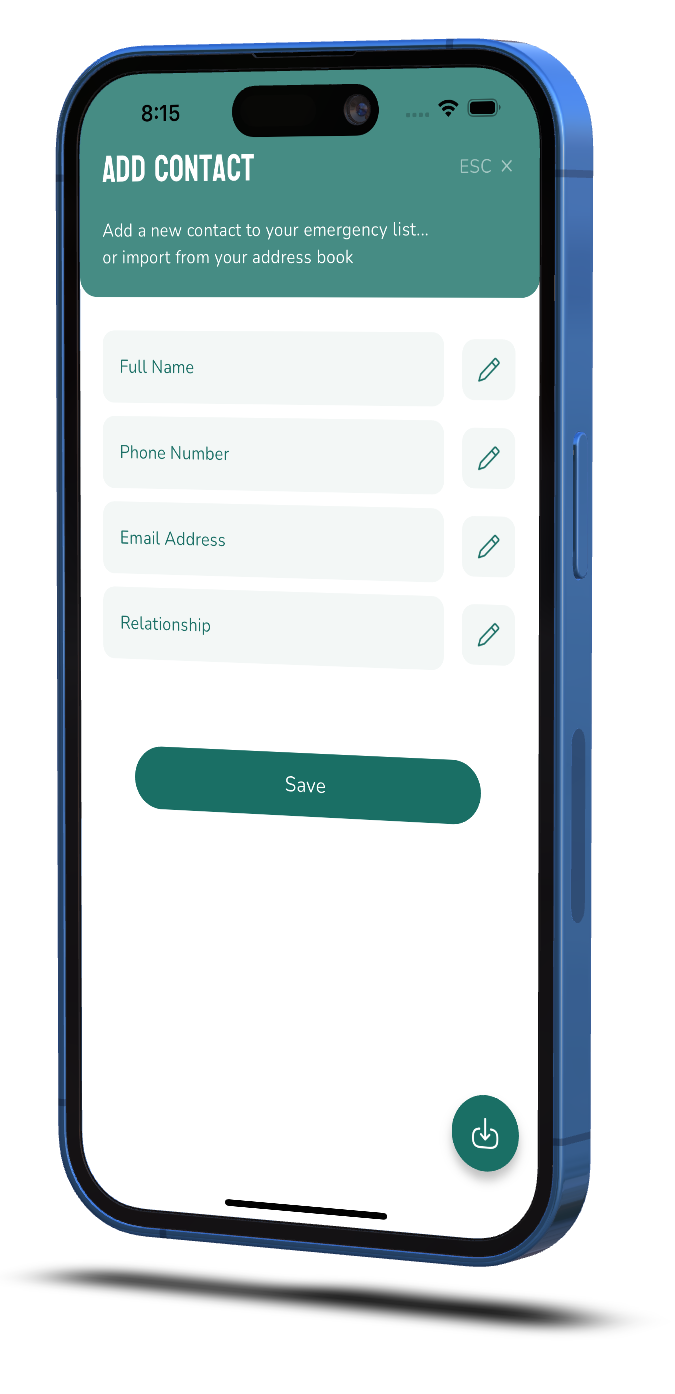 8:15
ADD CONTACT
ESC ×
Add a new contact to your emergency list...
or import from your address book
Full Name
Phone Number
Email Address
Relationship
Save